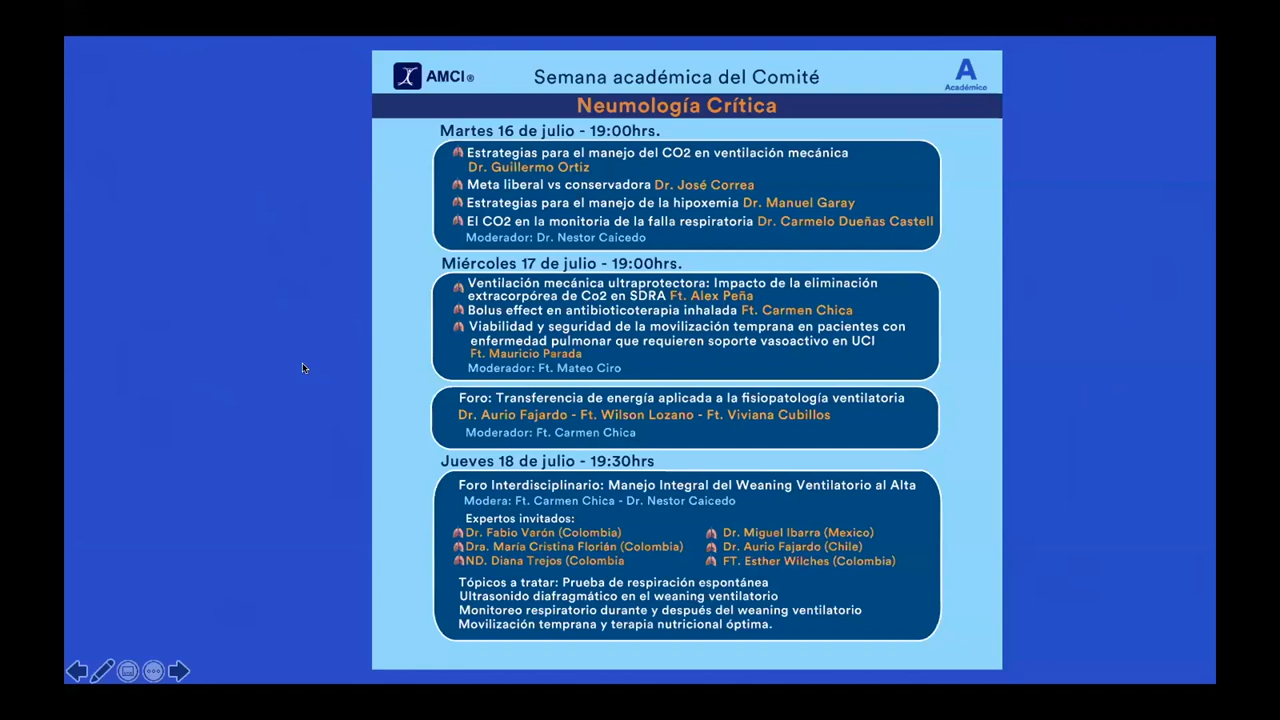 AMCI®
Semana académica del Comité
A
Académico
Neumología Crítica
Martes 16 de julio - 19:00hrs.
Estrategias para el manejo del CO2 en ventilación mecánica
Dr. Guillermo Ortiz
Meta liberal vs conservadora Dr. José Correa
Estrategias para el manejo de la hipoxemia Dr. Manuel Garay
El CO2 en la monitoria de la falla respiratoria Dr. Carmelo Dueñas Castell
Moderador: Dr. Nestor Caicedo
Miércoles 17 de julio - 19:00hrs.
Ventilación mecánica ultraprotectora: Impacto de la eliminación
extracorpórea de Co2 en SDRA Ft. Alex Peña
Bolus effect en antibioticoterapia inhalada Ft. Carmen Chica
Viabilidad y seguridad de la movilización temprana en pacientes con
enfermedad pulmonar que requieren soporte vasoactivo en UCI
Ft. Mauricio Parada
Moderador: Ft. Mateo Ciro
Foro: Transferencia de energía aplicada a la fisiopatología ventilatoria
Dr. Aurio Fajardo - Ft. Wilson Lozano - Ft. Viviana Cubillos
Moderador: Ft. Carmen Chica
Jueves 18 de julio - 19:30hrs
Foro Interdisciplinario: Manejo Integral del Weaning Ventilatorio al Alta
Modera: Ft. Carmen Chica - Dr. Nestor Caicedo
Expertos invitados:
Dr. Fabio Varón (Colombia)
Dra. María Cristina Florián (Colombia)
ND. Diana Trejos (Colombia
Dr. Miguel Ibarra (Mexico)
Dr. Aurio Fajardo (Chile)
FT. Esther Wilches (Colombia)
Tópicos a tratar: Prueba de respiración espontánea
Ultrasonido diafragmático en el weaning ventilatorio
Monitoreo respiratorio durante y después del weaning ventilatorio
Movilización temprana y terapia nutricional óptima.